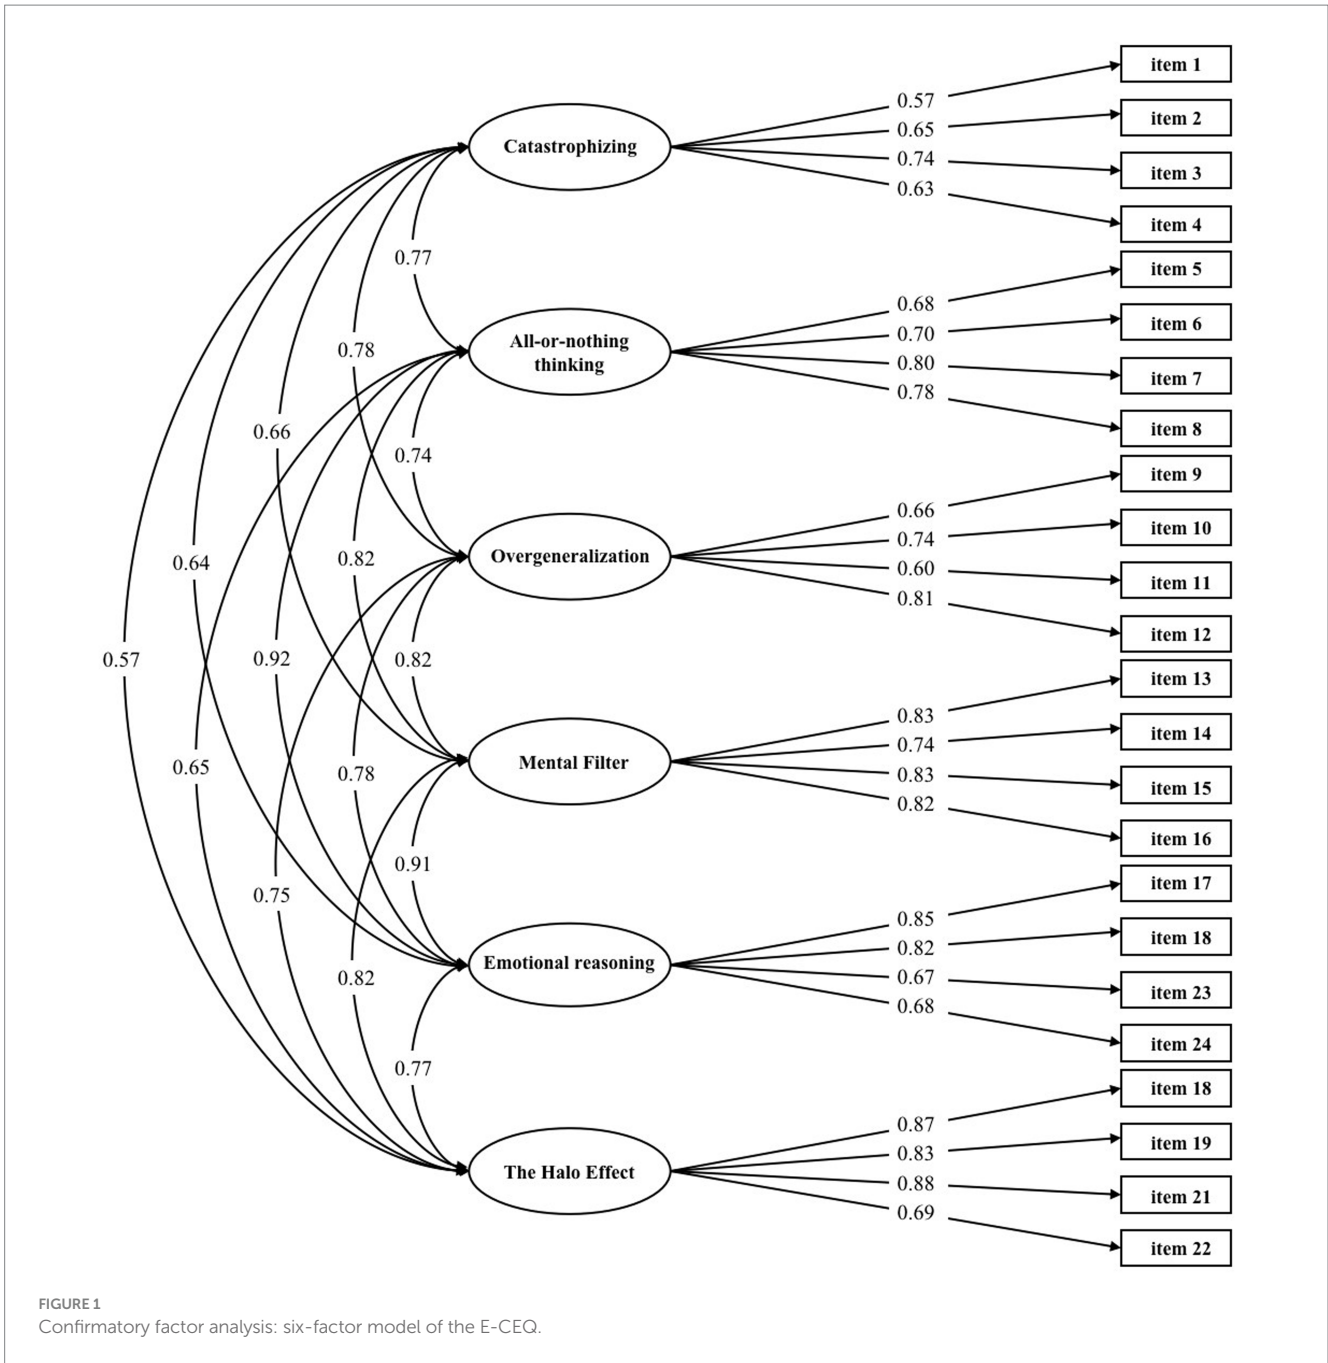 item 1
0.57
item 2
0.65
Catastrophizing
0.74
item 3
0.63
item 4
0.77
item 5
0.68
item 6
0.70
All-or-nothing
thinking
0.78
0.80
item 7
0.78
item 8
0.66
0.74
item 9
0.66
item 10
0.74
Overgeneralization
0.82
0.64
0.60
item 11
0.81
item 12
0.57
0.92
0.82
item 13
0.83
item 14
0.74
Mental Filter
0.65
0.78
0.83
item 15
0.82
item 16
0.91
item 17
0.75
0.85
item 18
0.82
Emotional reasoning
0.82
0.67
item 23
0.68
item 24
0.77
item 18
0.87
item 19
0.83
The Halo Effect
0.88
item 21
0.69
item 22
FIGURE 1
Confirmatory factor analysis: six-factor model of the E-CEQ.